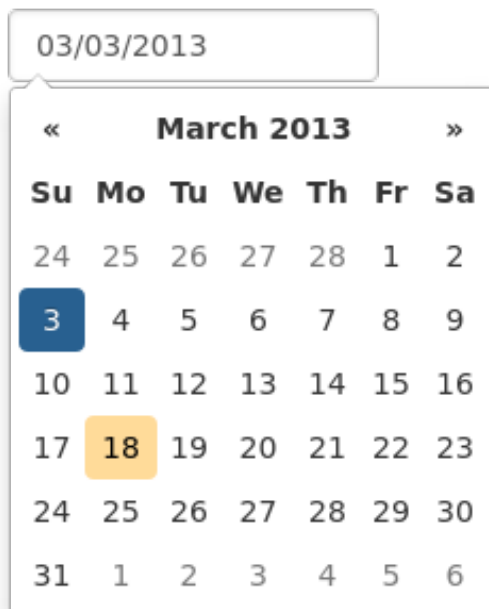 03/03/2013
« March 2013 »
Su Mo Tu We Th Fr Sa
24 25 26 27 28 1 2
3 4 5 6 7 8 9
10 11 12 13 14 15 16
17 18 19 20 21 22 23
24 25 26 27 28 29 30
31 1 2 3 4 5 6